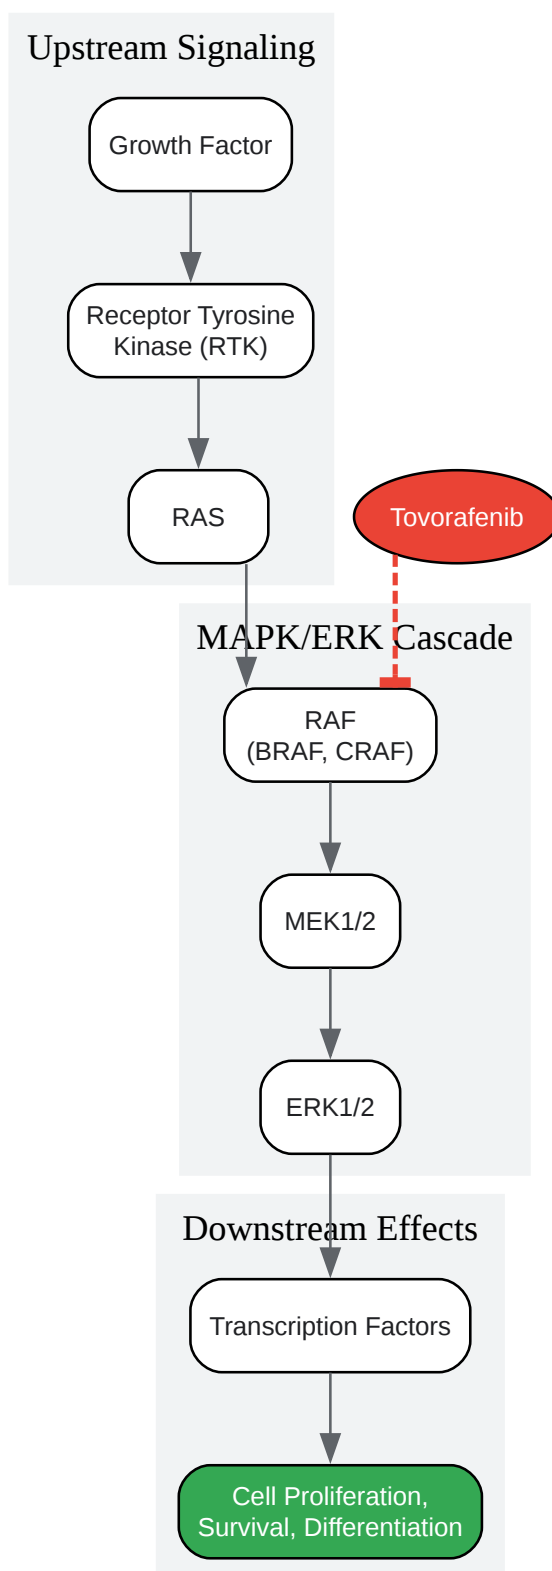 Upstream Signaling
Growth Factor
Receptor Tyrosine
Kinase (RTK)
RAS
Tovorafenib
MAPK/ERK Cascade
RAF
(BRAF, CRAF)
MEK1/2
ERK1/2
Downstream Effects
Transcription Factors
Cell Proliferation,
Survival, Differentiation